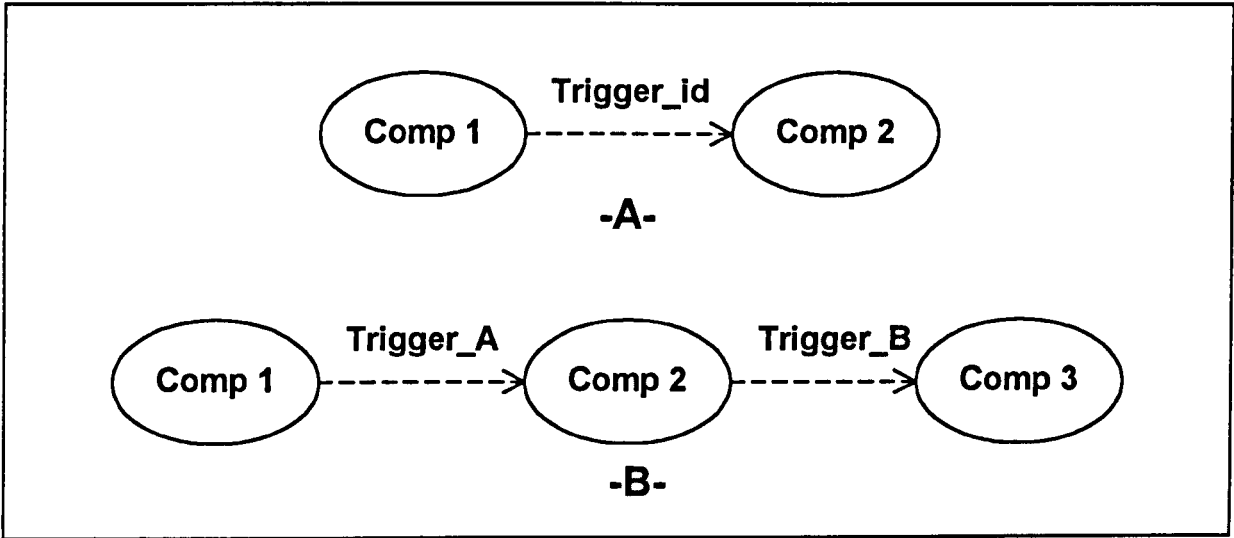 Trigger_id
Comp 1 Comp 2
-A-
Trigger_A Trigger_B
Comp 1 Comp 2 Comp 3
-B-